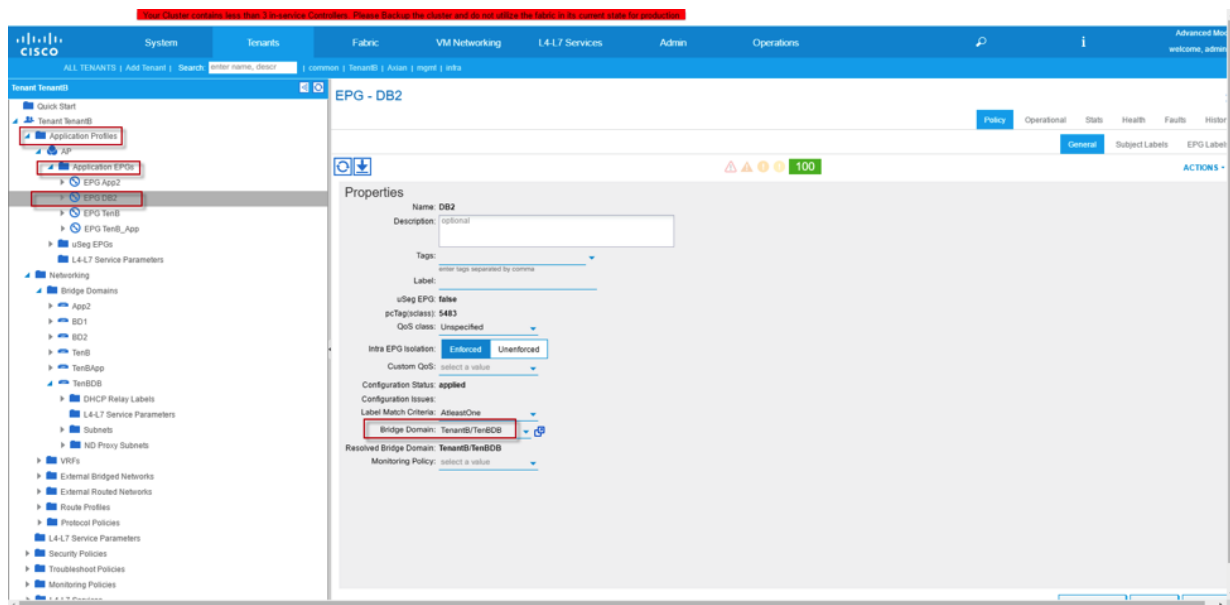 Your Cluster contains less than 3 in-service Controllers. Please Backup the cluster and do not utilize the fabric in its current state for production
CISCO
System Tenants Fabric VM Networking L4-L7 Services Admin Operations
i
Advanced Mo
welcome, admin
ALL TENANTS | Add Tenant | Search: enter name, descr | common | TenantB | Axian | mgmt | infra
Tenant TenantB
Quick Start
Tenant TenantB
Application Profiles
AP
Application EPGs
EPG App2
EPG DB2
EPG TenB
EPG TenB_App
uSeg EPGs
L4-L7 Service Parameters
Networking
Bridge Domains
App2
BD1
BD2
TenB
TenBApp
TenBDB
DHCP Relay Labels
L4-L7 Service Parameters
Subnets
ND Proxy Subnets
VRFs
External Bridged Networks
External Routed Networks
Route Profiles
Protocol Policies
L4-L7 Service Parameters
Security Policies
Troubleshoot Policies
Monitoring Policies
EPG - DB2
Policy Operational Stats Health Faults Histor
General Subject Labels EPG Label
100
ACTIONS
Properties
Name: DB2
Description: optional
Tags:
enter tags separated by comma
Label:
uSeg EPG: false
pcTag(sclass): 5483
QoS class: Unspecified
Intra EPG Isolation: Enforced Unenforced
Custom QoS: select a value
Configuration Status: applied
Configuration Issues:
Label Match Criteria: AtleastOne
Bridge Domain: TenantB/TenBDB
Resolved Bridge Domain: TenantB/TenBDB
Monitoring Policy: select a value